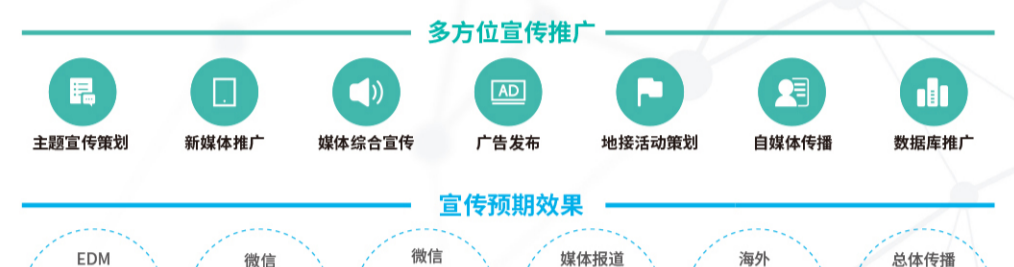 多方位宣传推广
AD
主题宣传策划 新媒体推广 媒体综合宣传 广告发布 地接活动策划 自媒体传播 数据库推广
宣传预期效果
EDM 微信 微信 媒体报道 海外 总体传播